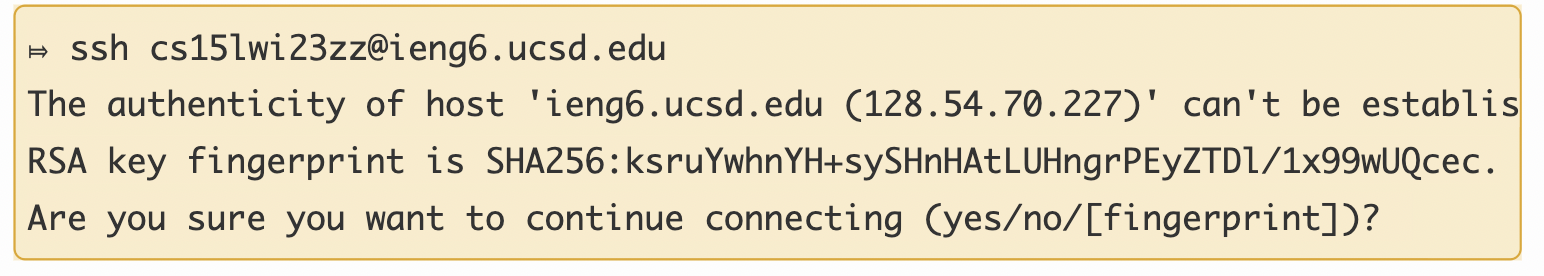 ⤇ ssh cs15lwi23zz@ieng6.ucsd.edu
The authenticity of host 'ieng6.ucsd.edu (128.54.70.227)' can't be establis
RSA key fingerprint is SHA256:ksruYwhnYH+sySHnHAtLUHngrPEyZTDl/1x99wUQcec.
Are you sure you want to continue connecting (yes/no/[fingerprint])?